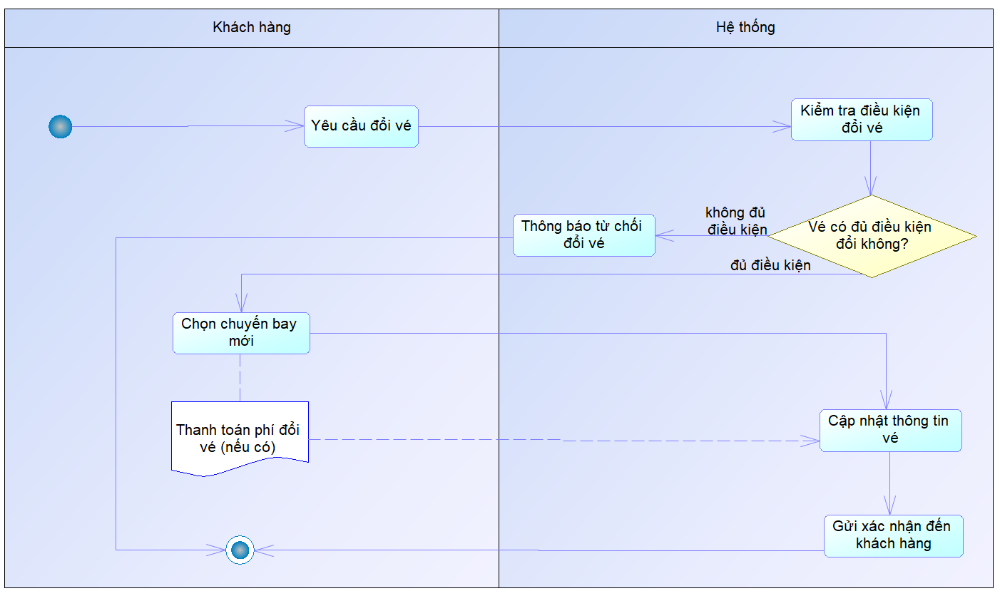 Khách hàng
Hệ thống
Yêu cầu đổi vé
Kiểm tra điều kiện
đổi vé
không đủ
điều kiện
Vé có đủ điều kiện
đổi không?
Thông báo từ chối
đổi vé
đủ điều kiện
Chọn chuyến bay
mới
Thanh toán phí đổi
vé (nếu có)
Cập nhật thông tin
vé
Gửi xác nhận đến
khách hàng